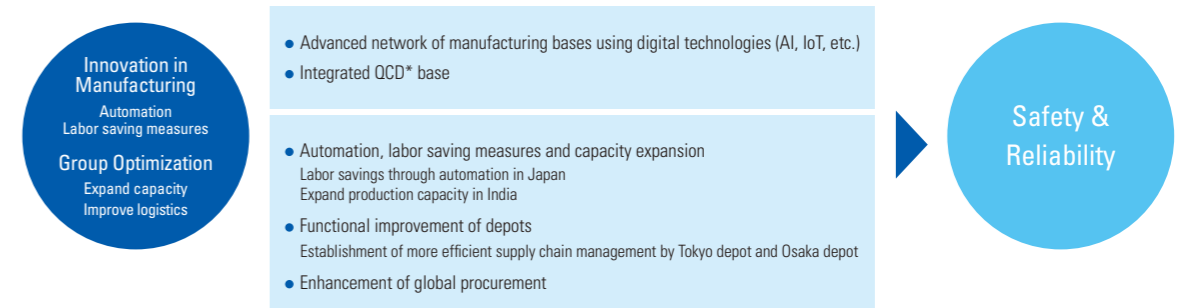 Innovation in
Manufacturing
Automation
Labor saving measures
Group Optimization
Expand capacity
Improve logistics
● Advanced network of manufacturing bases using digital technologies (AI, IoT, etc.)
● Integrated QCD* base
● Automation, labor saving measures and capacity expansion
Labor savings through automation in Japan
Expand production capacity in India
● Functional improvement of depots
Establishment of more efficient supply chain management by Tokyo depot and Osaka depot
● Enhancement of global procurement
Safety &
Reliability